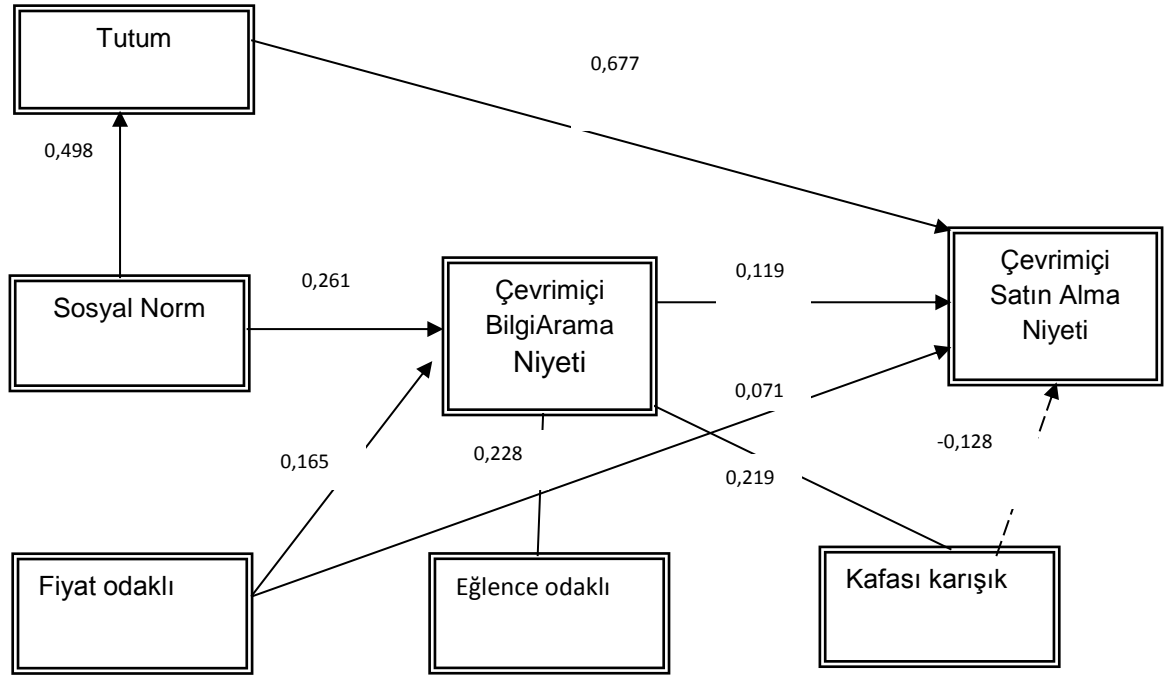 Tutum
0,677
0,498
Sosyal Norm
0,261
Çevrimiçi
BilgiArama
Niyeti
0,119
Çevrimiçi
Satın Alma
Niyeti
0,071
0,165
0,228
0,219
-0,128
Fiyat odaklı
Eğlence odaklı
Kafası karışık